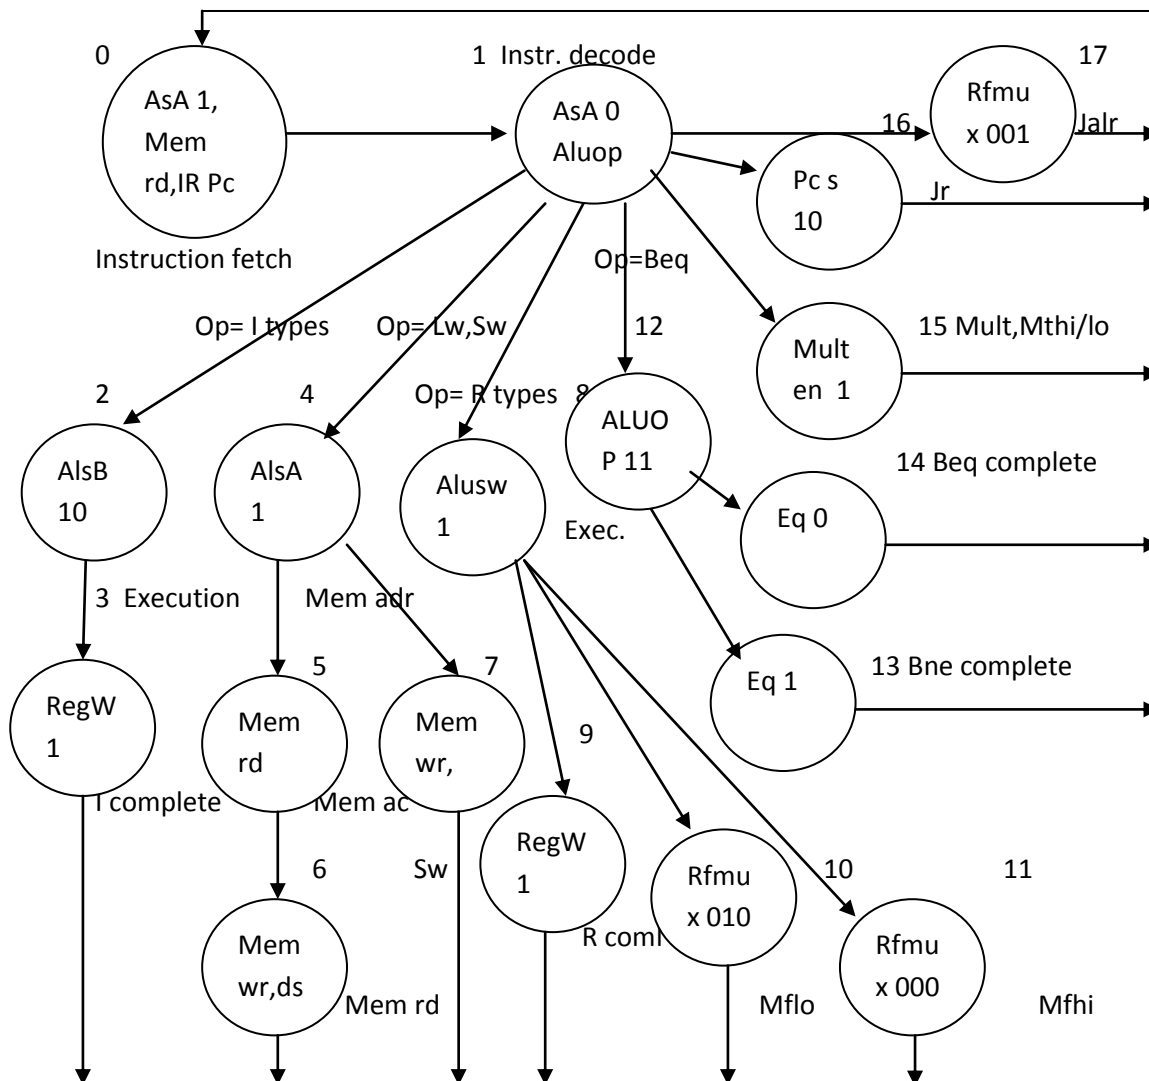 0
1 Instr. decode
17
AsA 1,
Mem
rd,IR Pc
AsA 0
Aluop
16
Rfmu
x 001
Jalr
Pc s
10
Jr
Instruction fetch
Op=Beq
Op= I types
Op= Lw,Sw
12
Mult
en 1
15 Mult,Mthi/lo
2
4
Op= R types
8
ALUO
P 11
AlsB
10
AlsA
1
Alusw
1
Exec.
14 Beq complete
Eq 0
3 Execution
Mem adr
5
7
Eq 1
13 Bne complete
RegW
1
Mem
rd
Mem
wr,
9
I complete
Mem ac
RegW
1
6
Sw
Rfmu
x 010
10
11
R coml
Rfmu
x 000
Mem
wr,ds
Mem rd
Mflo
Mfhi